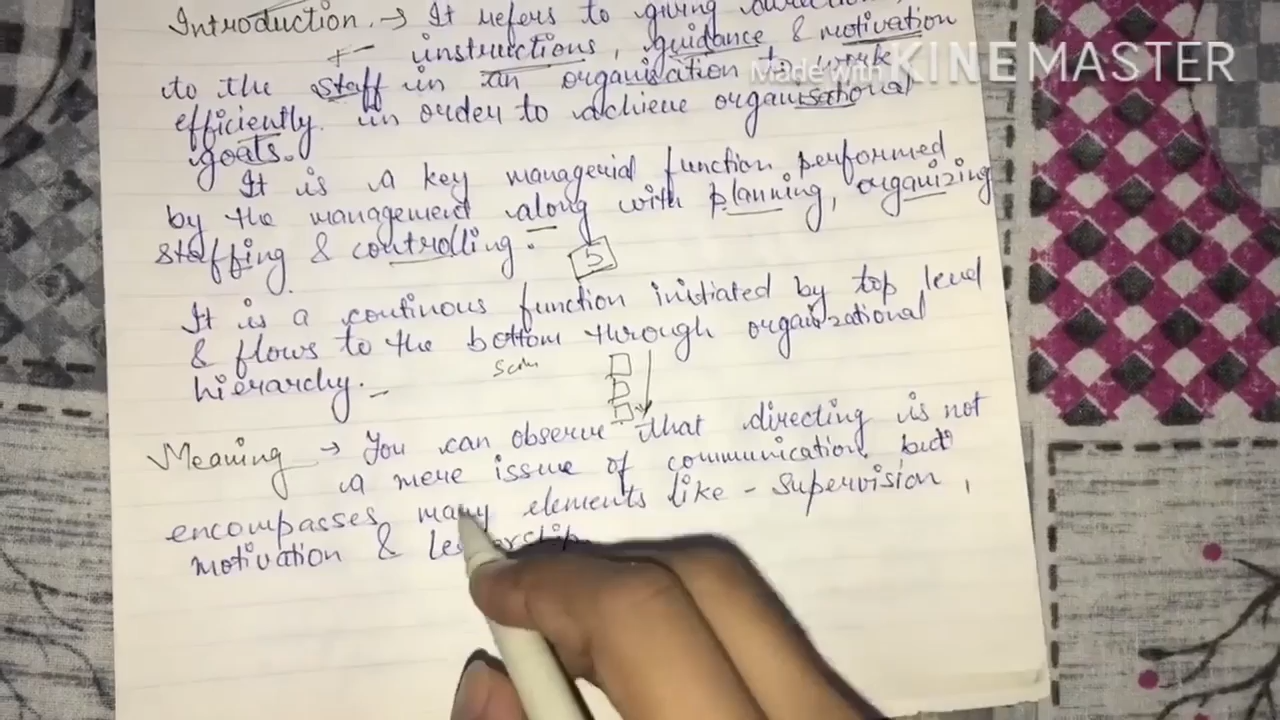 Introduction → It refers to giving
instructions, guidance & motivation
to the staff in an organisation to work
efficiently in order to achieve organisational
goals.
It is a key managerial function performed
by the management along with planning, organizing
staffing & controlling.
5
It is a continous function initiated by top level
& flows to the bottom through organizational
hierarchy.
Meaning → You can observe that directing is not
a mere issue of communication but
encompasses many elements like - Supervision,
motivation &
Made with KINEMASTER